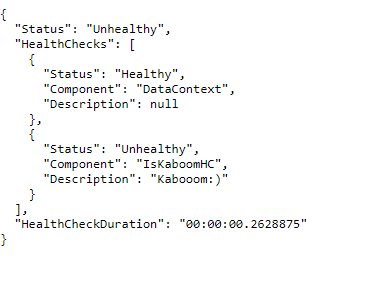 {
  "Status": "Unhealthy",
  "HealthChecks": [
    {
      "Status": "Healthy",
      "Component": "DataContext",
      "Description": null
    },
    {
      "Status": "Unhealthy",
      "Component": "IsKaboomHC",
      "Description": "Kabooom:)"
    }
  ],
  "HealthCheckDuration": "00:00:00.2628875"
}